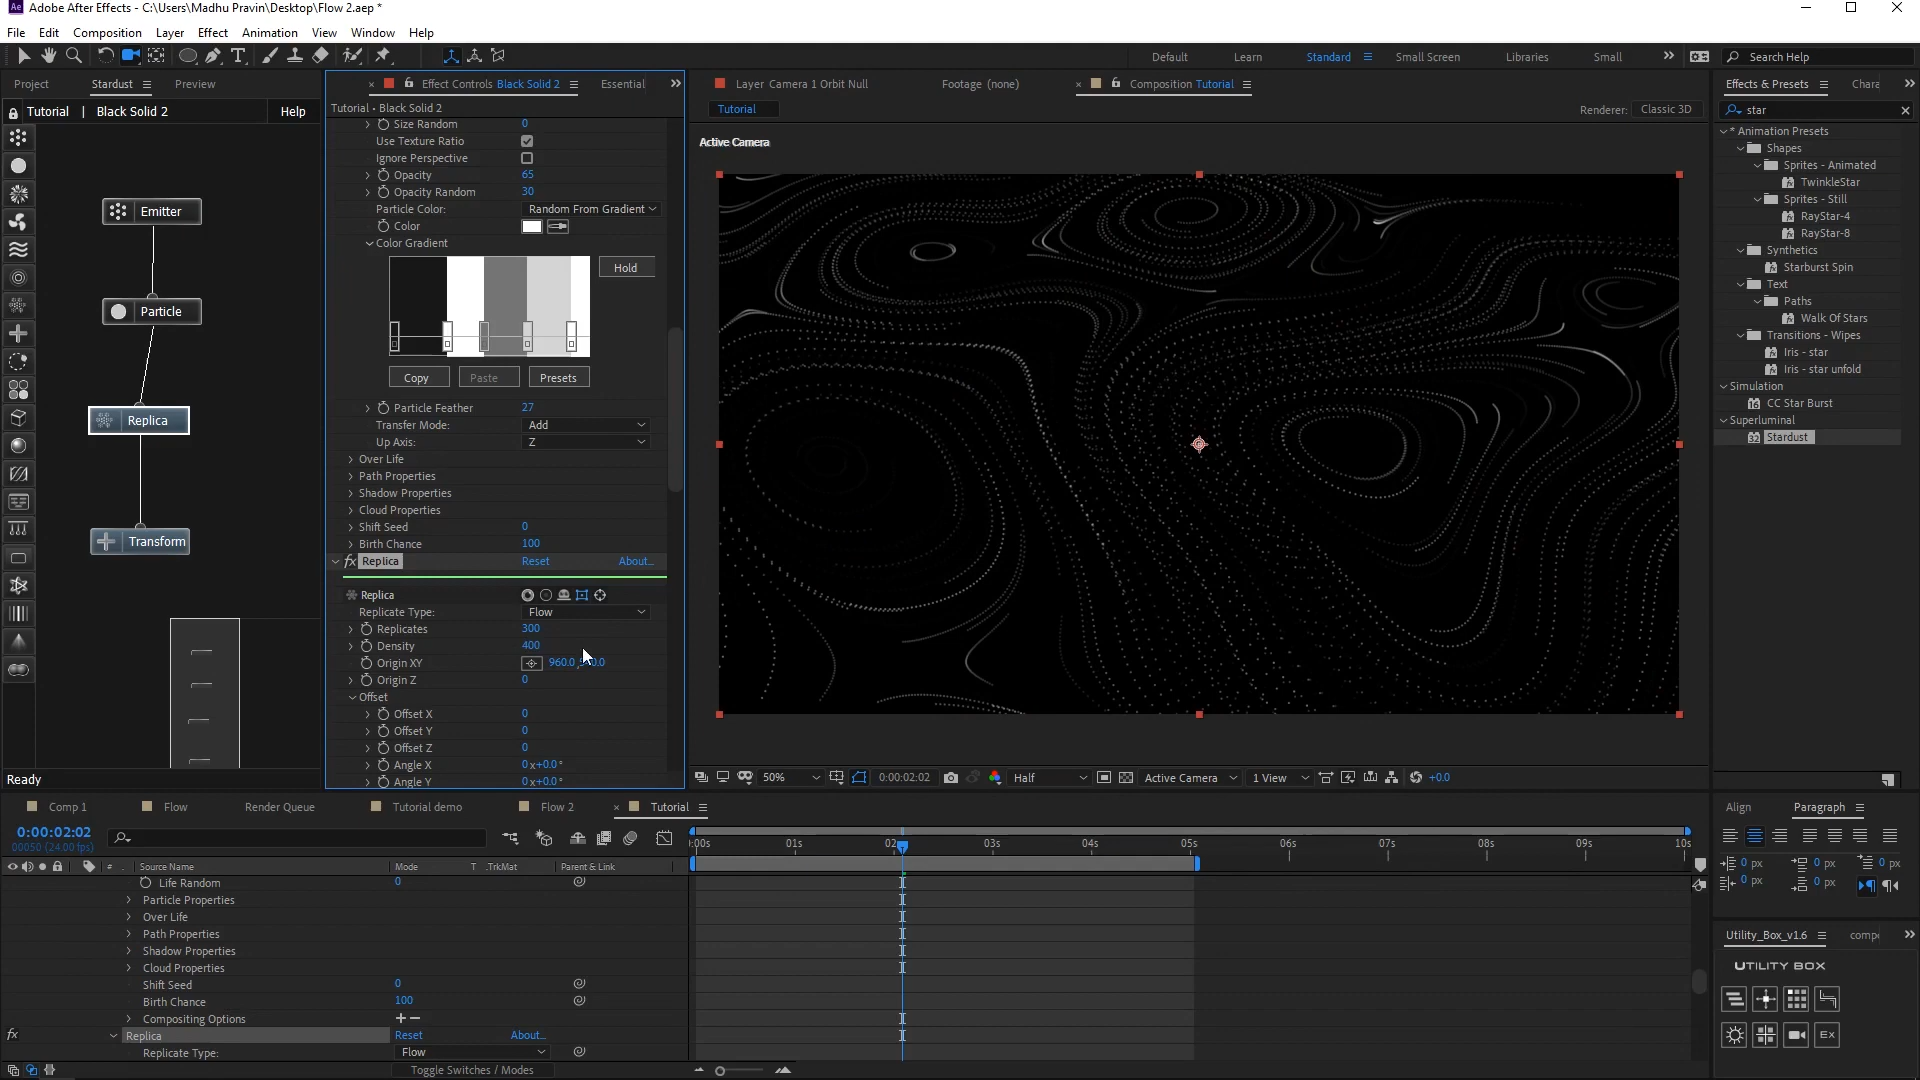 Adobe After Effects - C:\Users\Madhu Pravin\Desktop\Flow 2.aep *
File Edit Composition Layer Effect Animation View Window Help
Default Learn Standard Small Screen Libraries Small Search Help
Project Stardust Preview
Tutorial | Black Solid 2 Help
Emitter
Particle
Replica
Transform
Ready
Effect Controls Black Solid 2 Essential
Tutorial • Black Solid 2
Size Random 0
Use Texture Ratio
Ignore Perspective
Opacity 65
Opacity Random 30
Particle Color: Random From Gradient
Color
Color Gradient
Hold
Copy Paste Presets
Particle Feather 27
Transfer Mode: Add
Up Axis: Z
Over Life
Path Properties
Shadow Properties
Cloud Properties
Shift Seed 0
Birth Chance 100
fx Replica Reset About...
Replica
Replicate Type: Flow
Replicates 300
Density 400
Origin XY 960.0
Origin Z 0
Offset
Offset X 0
Offset Y 0
Offset Z 0
Angle X 0x+0.0°
Angle Y 0x+0.0°
Layer Camera 1 Orbit Null Footage (none) Composition Tutorial
Tutorial Renderer: Classic 3D
Active Camera
50% 0:00:02:02 Half Active Camera 1 View +0.0
Effects & Presets Chara
star
* Animation Presets
Shapes
Sprites - Animated
TwinkleStar
Sprites - Still
RayStar-4
RayStar-8
Synthetics
Starburst Spin
Text
Paths
Walk Of Stars
Transitions - Wipes
Iris - star
Iris - star unfold
Simulation
CC Star Burst
Superluminal
Stardust
Comp 1 Flow Render Queue Tutorial demo Flow 2 Tutorial
0:00:02:02
00050 (24.00 fps)
:00s 01s 02 03s 04s 05s 06s 07s 08s 09s 10s
# Source Name Mode T .TrkMat Parent & Link
Life Random 0
Particle Properties
Over Life
Path Properties
Shadow Properties
Cloud Properties
Shift Seed 0
Birth Chance 100
Compositing Options
fx Replica Reset About...
Replicate Type: Flow
Toggle Switches / Modes
Align Paragraph
0 px 0 px 0 px
0 px 0 px
Utility_Box_v1.6 comp
UTILITY BOX
EX